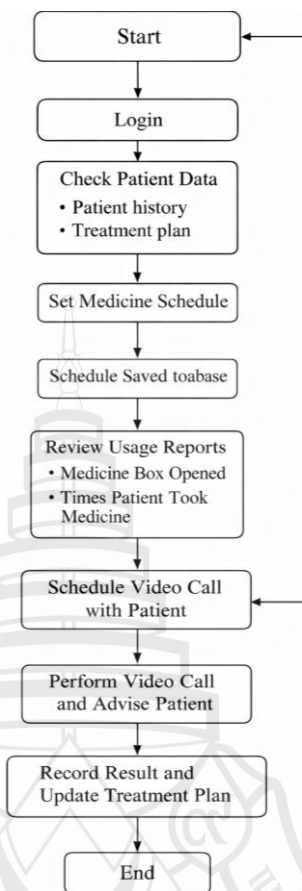 Start
Login
Check Patient Data
• Patient history
• Treatment plan
Set Medicine Schedule
Schedule Saved toabase
Review Usage Reports
• Medicine Box Opened
• Times Patient Took
Medicine
Schedule Video Call
with Patient
Perform Video Call
and Advise Patient
Record Result and
Update Treatment Plan
End